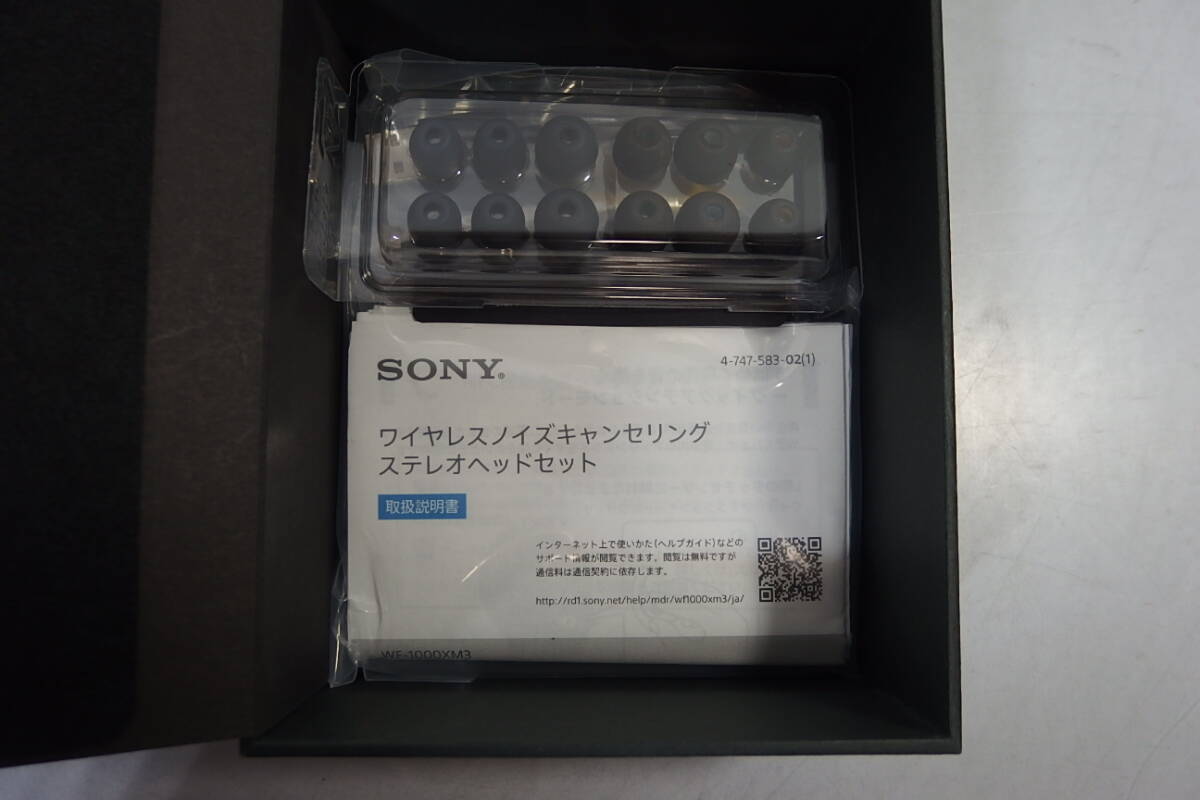 SONY®
4-747-583-02(1)
ワイヤレスノイズキャンセリング
ステレオヘッドセット
取扱説明書
インターネット上で使いかた(ヘルプガイド)などの
サポート情報が閲覧できます。閲覧は無料ですが
通信料は通信契約に依存します。
http://rd1.sony.net/help/mdr/wf1000xm3/ja/
WF-1000XM3